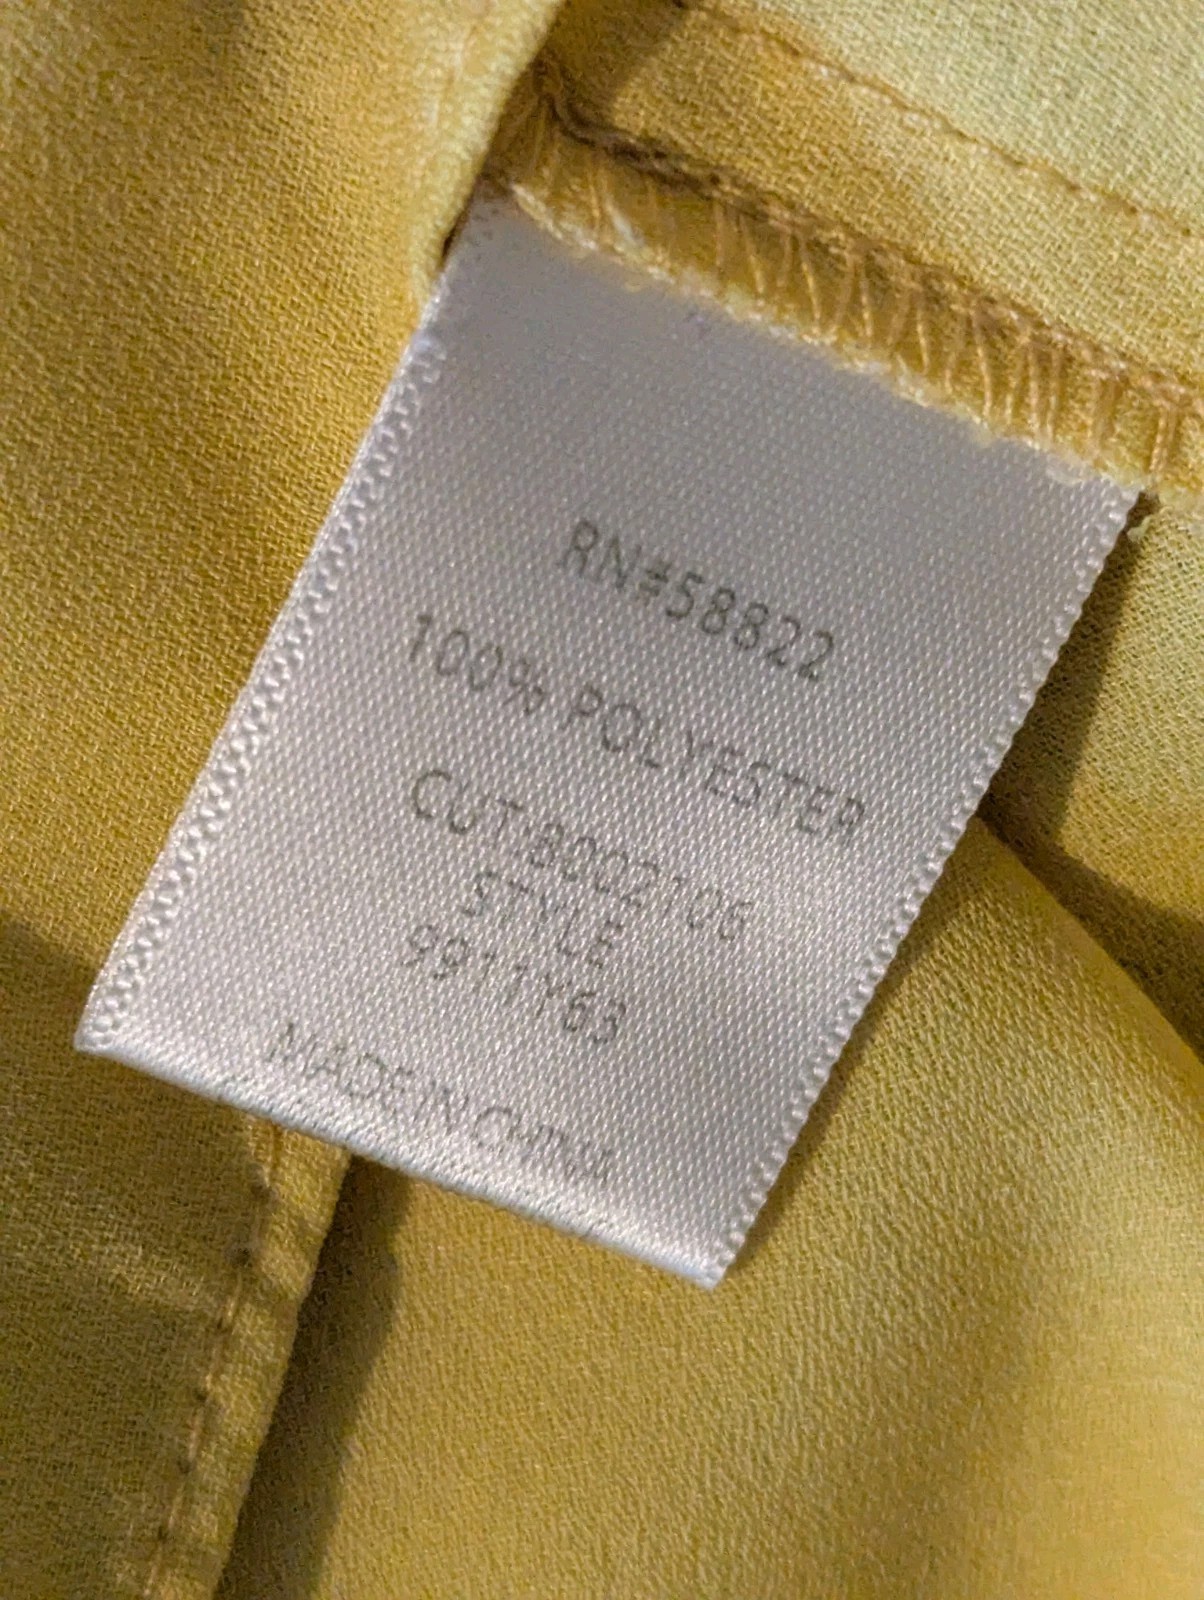 RN#58822
100% POLYESTER
CUT:8002106
STYLE
9911Y63
MADE IN CHINA